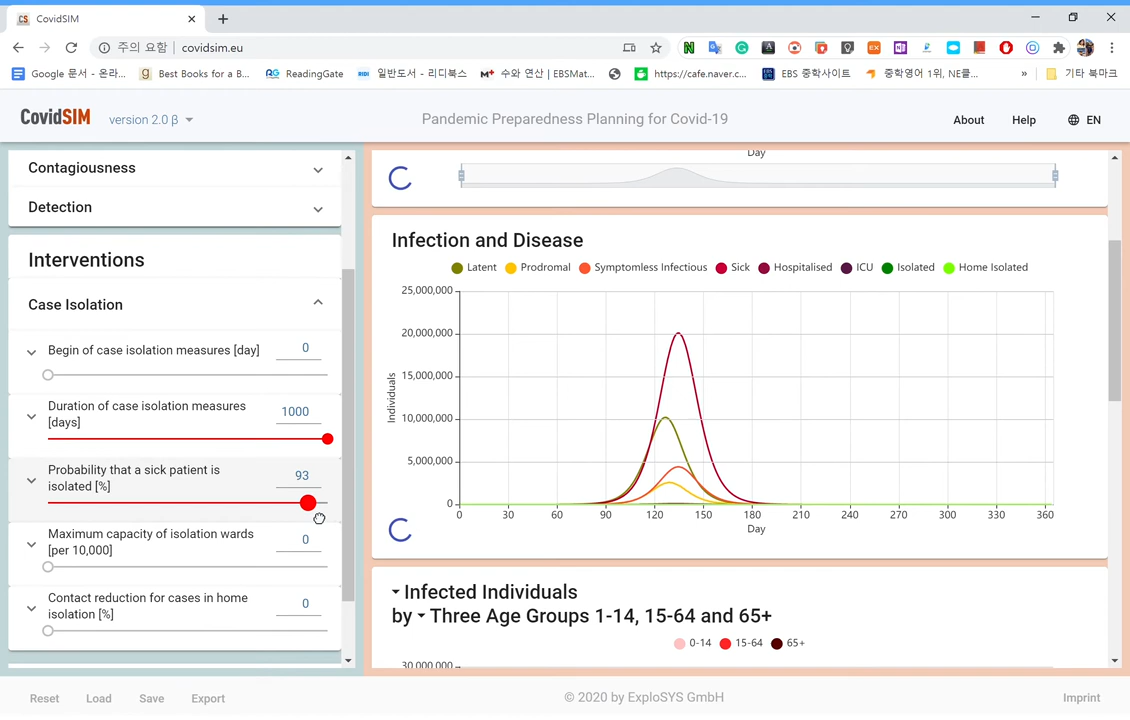 CS CovidSIM
주의 요함 covidsim.eu
Google 문서 - 온라... Best Books for a B... RG ReadingGate RIDI 일반도서 - 리디북스 M+ 수와 연산 | EBSMat... https://cafe.naver.c... EBS EBS 중학사이트 중학영어 1위, NE클... » 기타 북마크
CovidSIM version 2.0 β Pandemic Preparedness Planning for Covid-19 About Help EN
Contagiousness
Detection
Interventions
Case Isolation
Begin of case isolation measures [day] 0
Duration of case isolation measures 1000
[days]
Probability that a sick patient is 93
isolated [%]
Maximum capacity of isolation wards 0
[per 10,000]
Contact reduction for cases in home 0
isolation [%]
Day
Infection and Disease
Latent Prodromal Symptomless Infectious Sick Hospitalised ICU Isolated Home Isolated
25,000,000
20,000,000
15,000,000
10,000,000
5,000,000
0
Individuals
0 30 60 90 120 150 180 210 240 270 300 330 360
Day
Infected Individuals
by Three Age Groups 1-14, 15-64 and 65+
0-14 15-64 65+
30,000,000
Reset Load Save Export © 2020 by ExploSYS GmbH Imprint